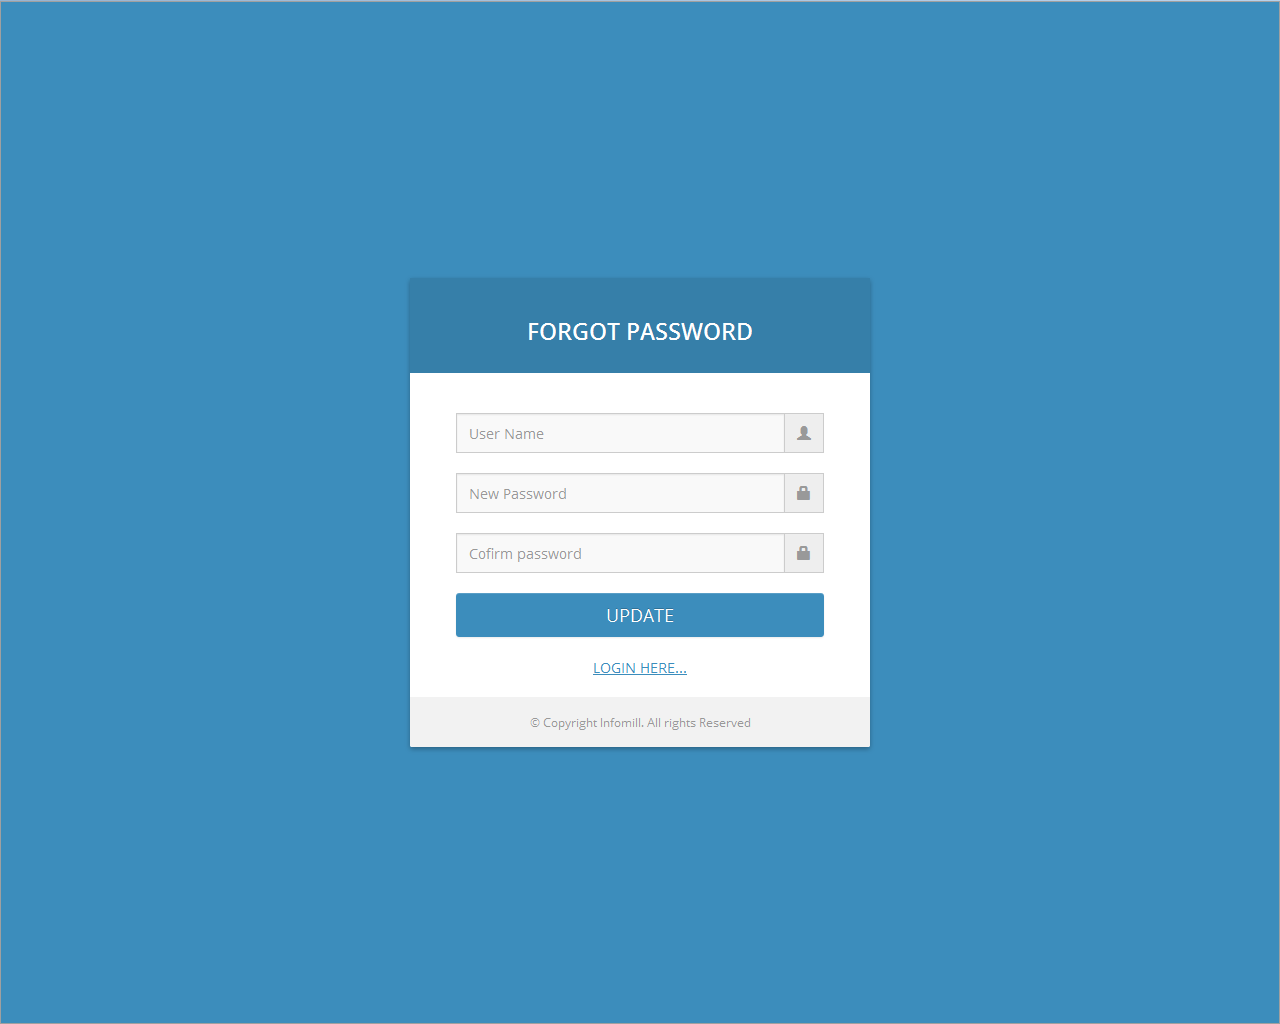 FORGOT PASSWORD
User Name
New Password
Cofirm password
UPDATE
LOGIN HERE...
© Copyright Infomill. All rights Reserved